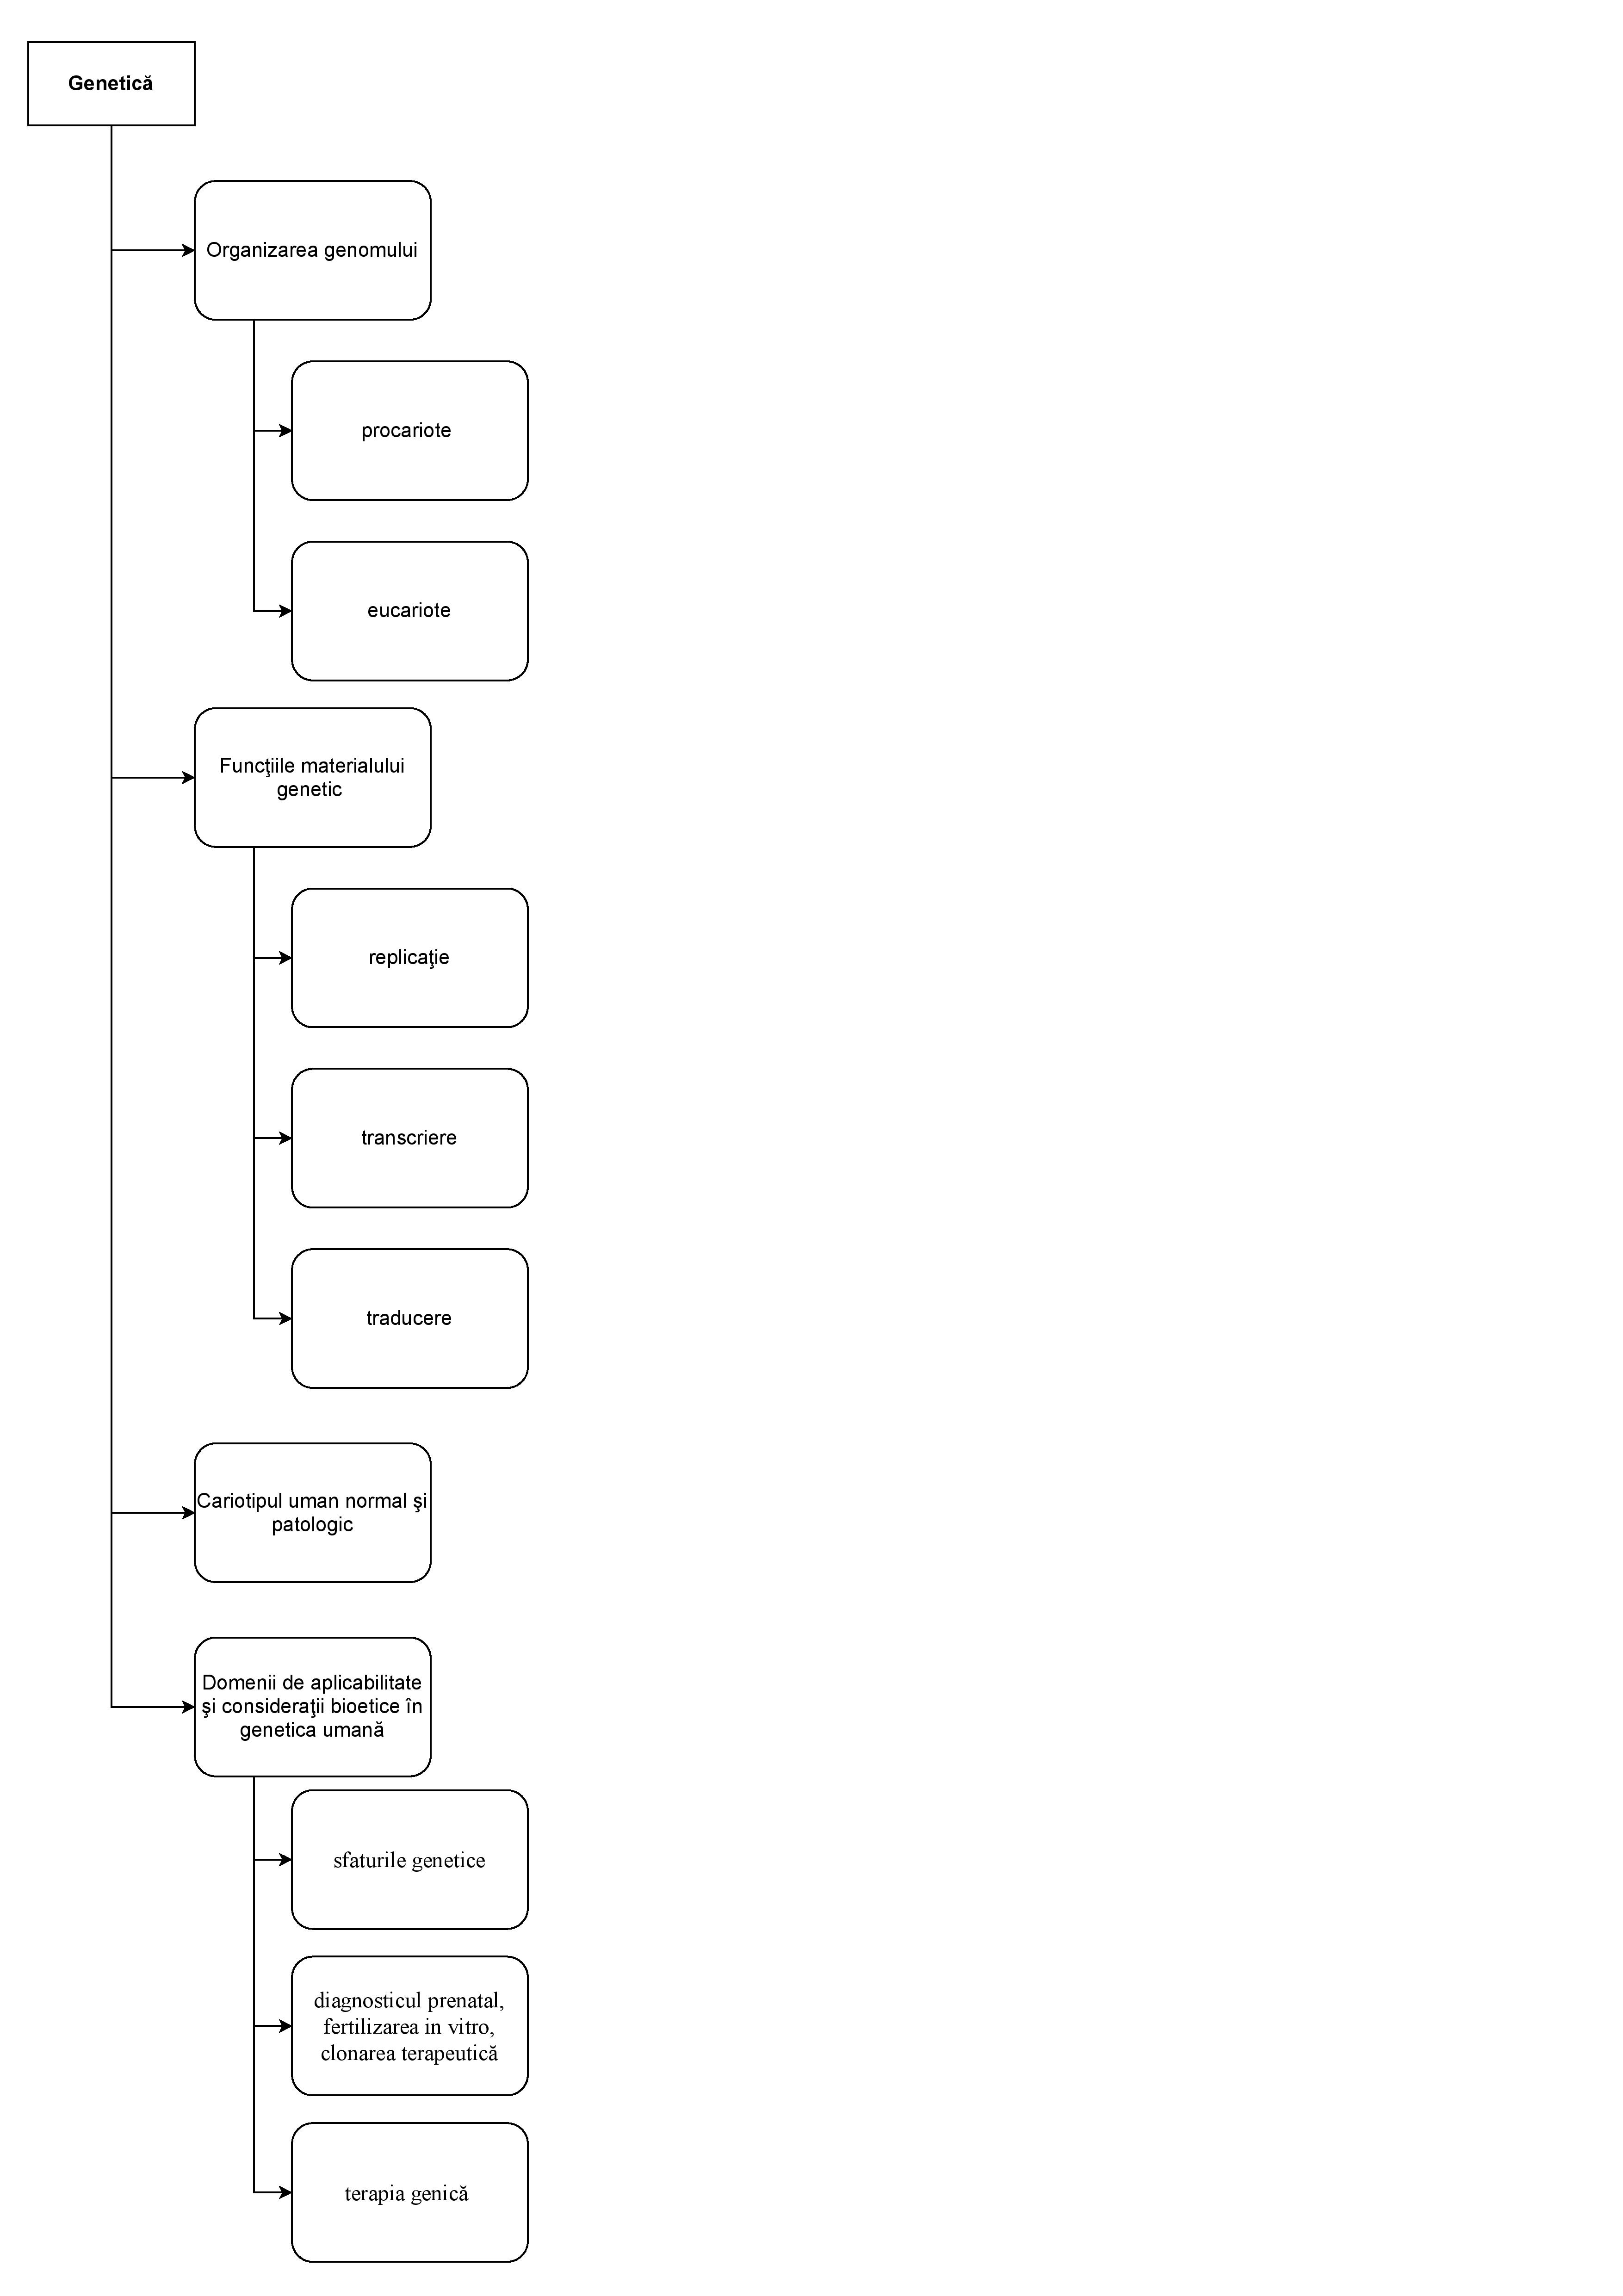 Genetică
Organizarea genomului
procariote
eucariote
Funcţiile materialului
genetic
replicaţie
transcriere
traducere
Cariotipul uman normal şi
patologic
Domenii de aplicabilitate
şi consideraţii bioetice în
genetica umană
sfaturile genetice
diagnosticul prenatal,
fertilizarea in vitro,
clonarea terapeutică
terapia genică